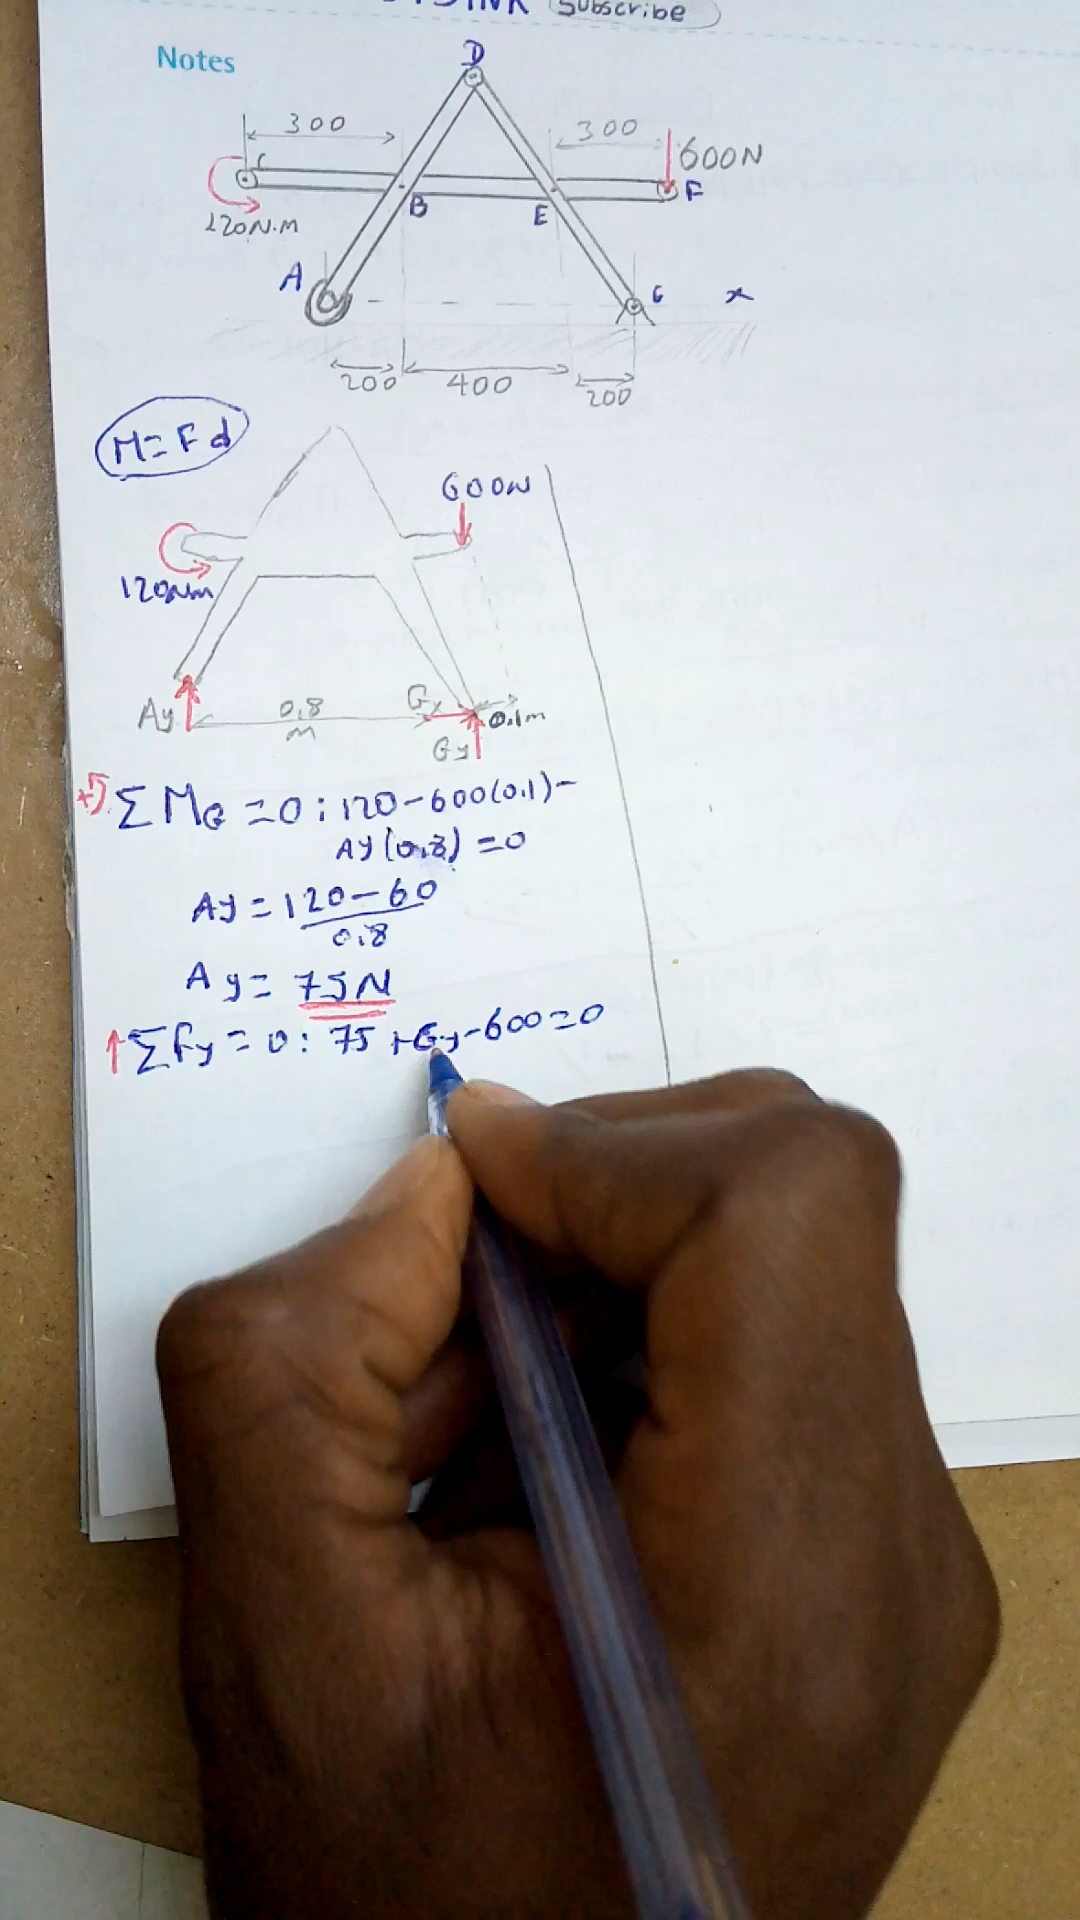 Subscribe
Notes
D
300
300
600N
C
F
B
E
120N.M
A
G
x
200
400
200
M=Fd
600N
120Nm
Ay
0,8
m
Gx
0.1m
Gy
+
ΣMG=0:120-600(0.1)-
Ay(0.8)=0
Ay=120-60
0.8
Ay=75N
↑ΣFy=0:75+Gy-600=0